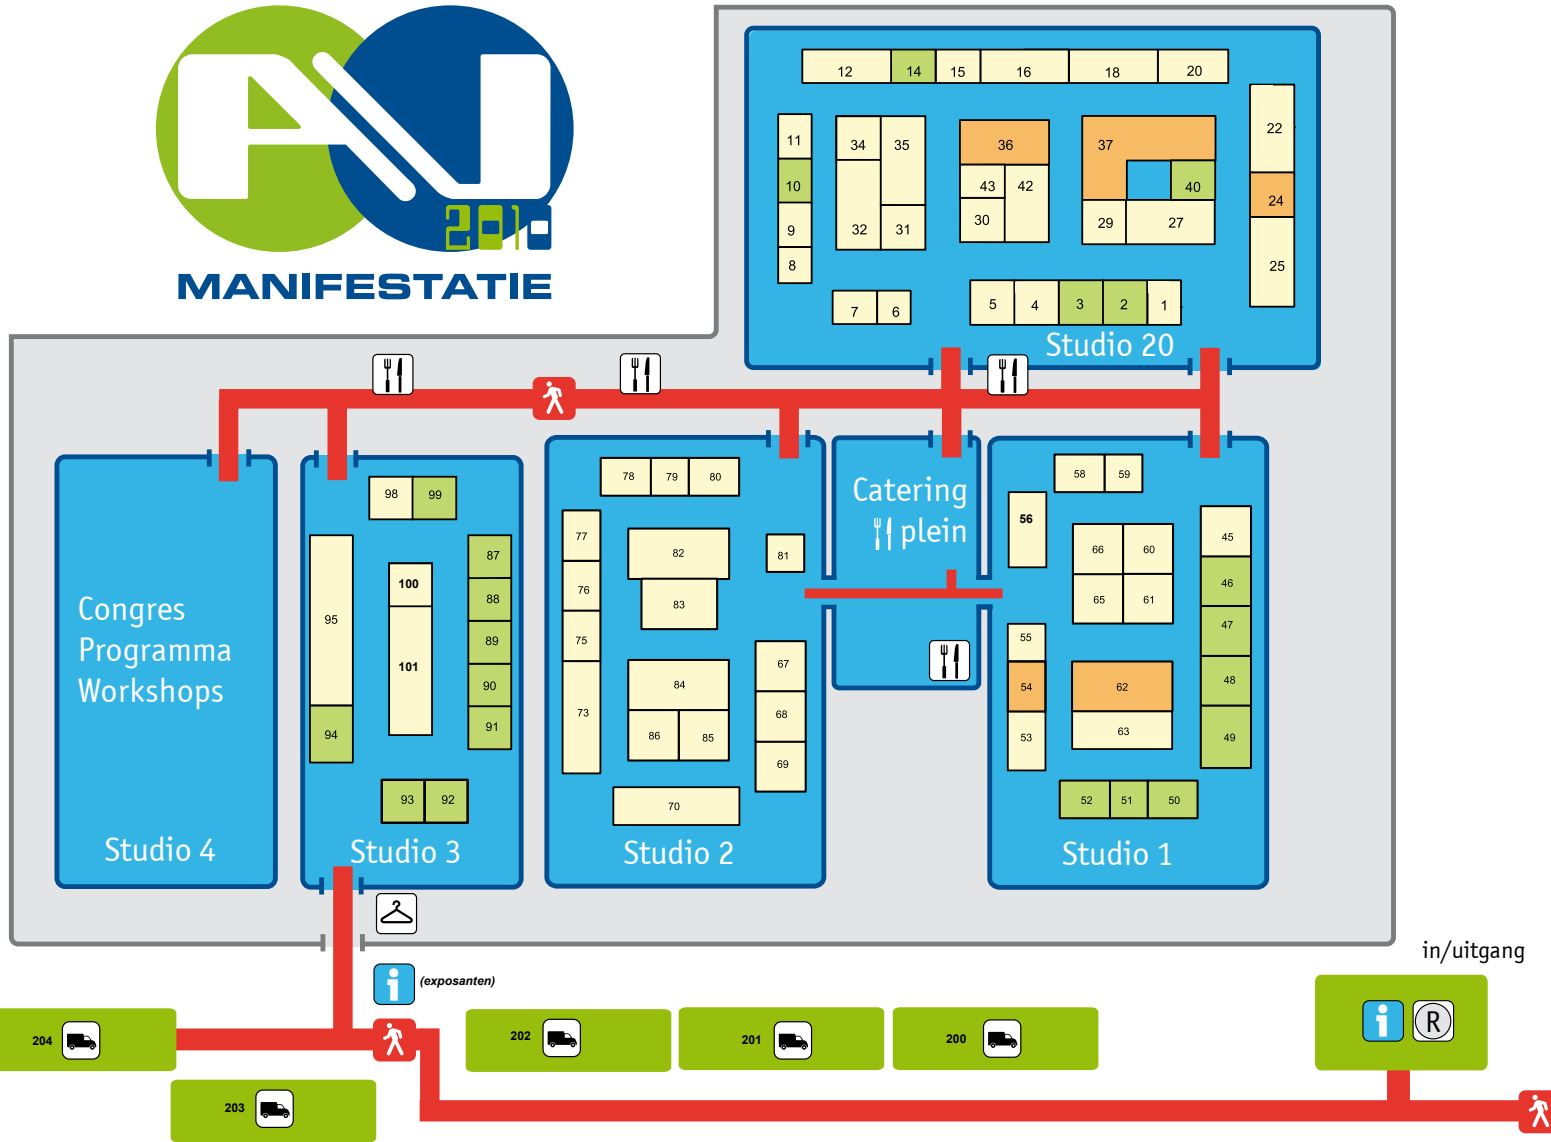 AV
2010
MANIFESTATIE
12 14 15 16 18 20
11 34 35 36 37 22
10 43 42 40 24
9 32 31 30 29 27
8 25
7 6 5 4 3 2 1
Studio 20
98 99
87
95 100 88
101 89
90
94 91
93 92
Studio 3
Congres
Programma
Workshops
Studio 4
78 79 80
77 82 81
76 83
75 67
84
73 86 85 68
69
70
Studio 2
Catering
plein
58 59
56 66 60 45
65 61 46
55 47
54 62 48
53 63 49
52 51 50
Studio 1
in/uitgang
i (exposanten)
204 202 201 200 i R
203